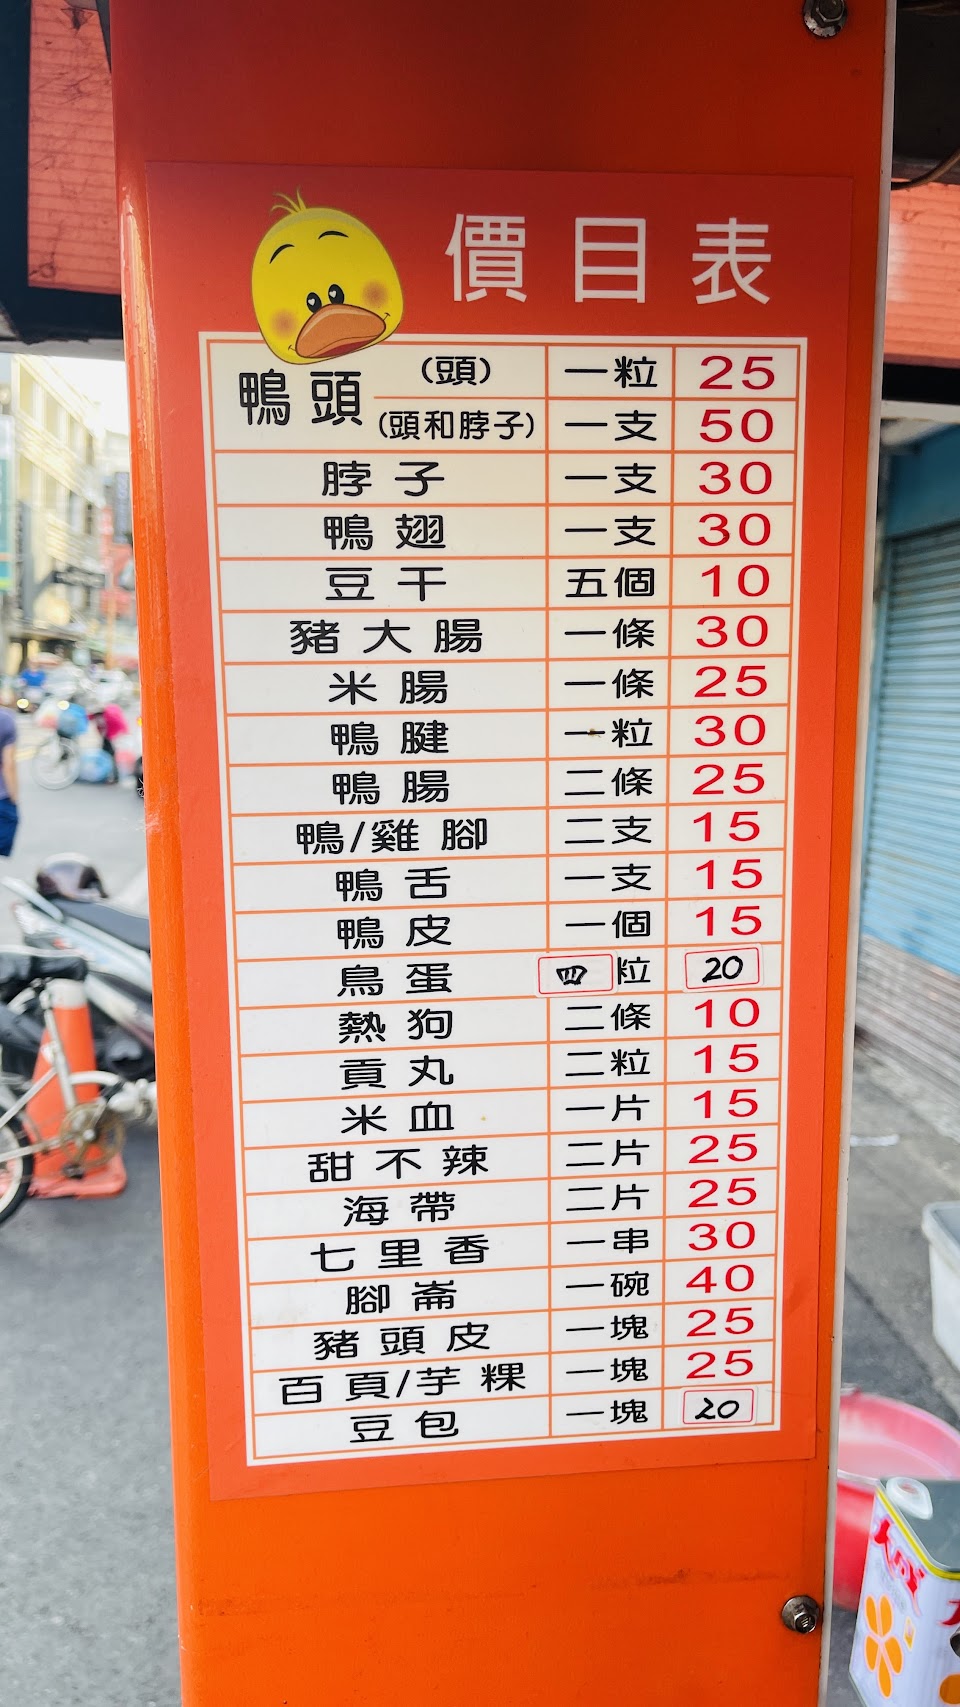 價目表
鴨頭 (頭) 一粒 25
(頭和脖子) 一支 50
脖子 一支 30
鴨翅 一支 30
豆干 五個 10
豬大腸 一條 30
米腸 一條 25
鴨腱 一粒 30
鴨腸 二條 25
鴨/雞腳 二支 15
鴨舌 一支 15
鴨皮 一個 15
鳥蛋 四粒 20
熱狗 二條 10
貢丸 二粒 15
米血 一片 15
甜不辣 二片 25
海帶 二片 25
七里香 一串 30
腳崙 一碗 40
豬頭皮 一塊 25
百頁/芋粿 一塊 25
豆包 一塊 20